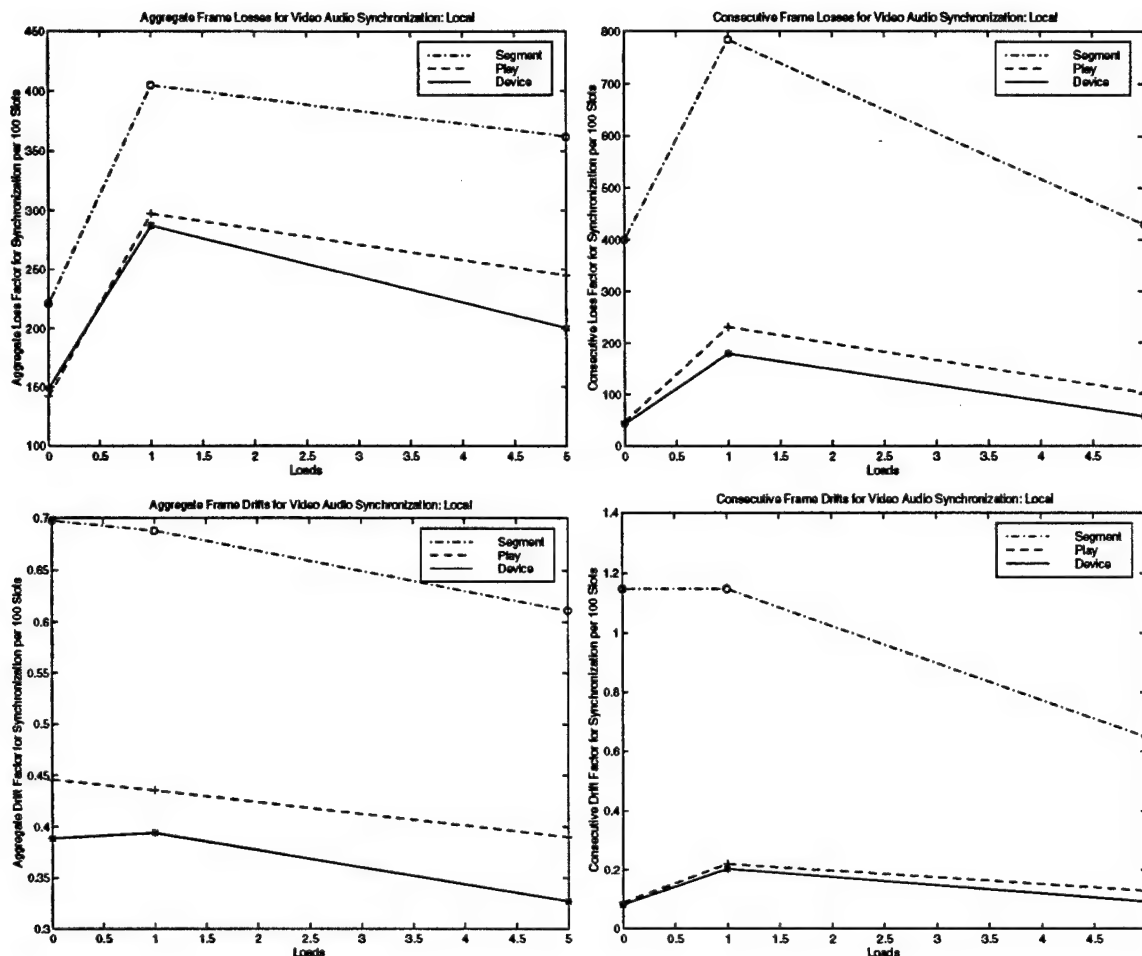 Aggregate Frame Losses for Video Audio Synchronization: Local
Aggregate Loss Factor for Synchronization per 100 Slots
450
400
350
300
250
200
150
100
Segment
Play
Device
0 0.5 1 1.5 2 2.5 3 3.5 4 4.5 5
Loads
Consecutive Frame Losses for Video Audio Synchronization: Local
Consecutive Loss Factor for Synchronization per 100 Slots
800
700
600
500
400
300
200
100
0
Segment
Play
Device
0 0.5 1 1.5 2 2.5 3 3.5 4 4.5
Loads
Aggregate Frame Drifts for Video Audio Synchronization: Local
Aggregate Drift Factor for Synchronization per 100 Slots
0.7
0.65
0.6
0.55
0.5
0.45
0.4
0.35
0.3
Segment
Play
Device
0 0.5 1 1.5 2 2.5 3 3.5 4 4.5 5
Loads
Consecutive Frame Drifts for Video Audio Synchronization: Local
Consecutive Drift Factor for Synchronization per 100 Slots
1.4
1.2
1
0.8
0.6
0.4
0.2
0
Segment
Play
Device
0 0.5 1 1.5 2 2.5 3 3.5 4 4.5
Loads